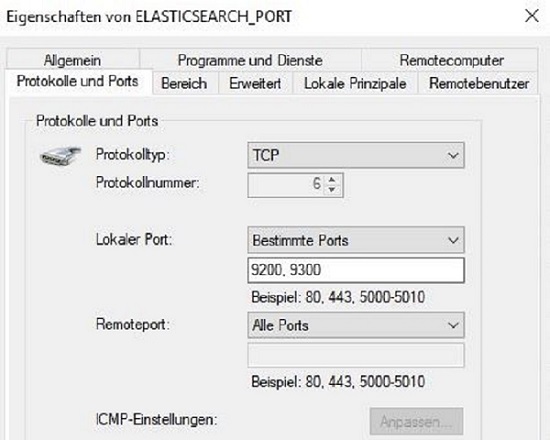 Eigenschaften von ELASTICSEARCH_PORT
Allgemein Programme und Dienste Remotecomputer
Protokolle und Ports Bereich Erweitert Lokale Prinzipale Remotebenutzer
Protokolle und Ports
Protokolltyp: TCP
Protokollnummer: 6
Lokaler Port: Bestimmte Ports
9200, 9300
Beispiel: 80, 443, 5000-5010
Remoteport: Alle Ports
Beispiel: 80, 443, 5000-5010
ICMP-Einstellungen: Anpassen...